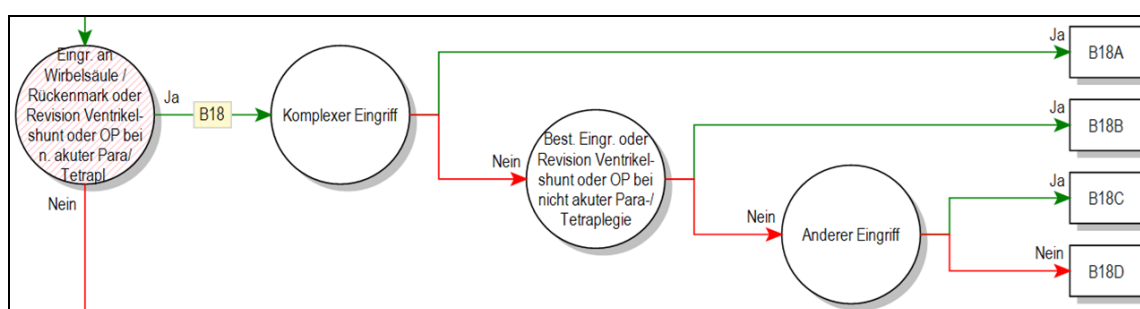 Eingr. an
Wirbelsäule /
Rückenmark oder
Revision Ventrikel-
shunt oder OP bei
n. akuter Para/
Tetrapl
Ja
B18
Nein
Komplexer Eingriff
Ja
B18A
Nein
Best. Eingr. oder
Revision Ventrikel-
shunt oder OP bei
nicht akuter Para-/
Tetraplegie
Ja
B18B
Nein
Anderer Eingriff
Ja
B18C
Nein
B18D